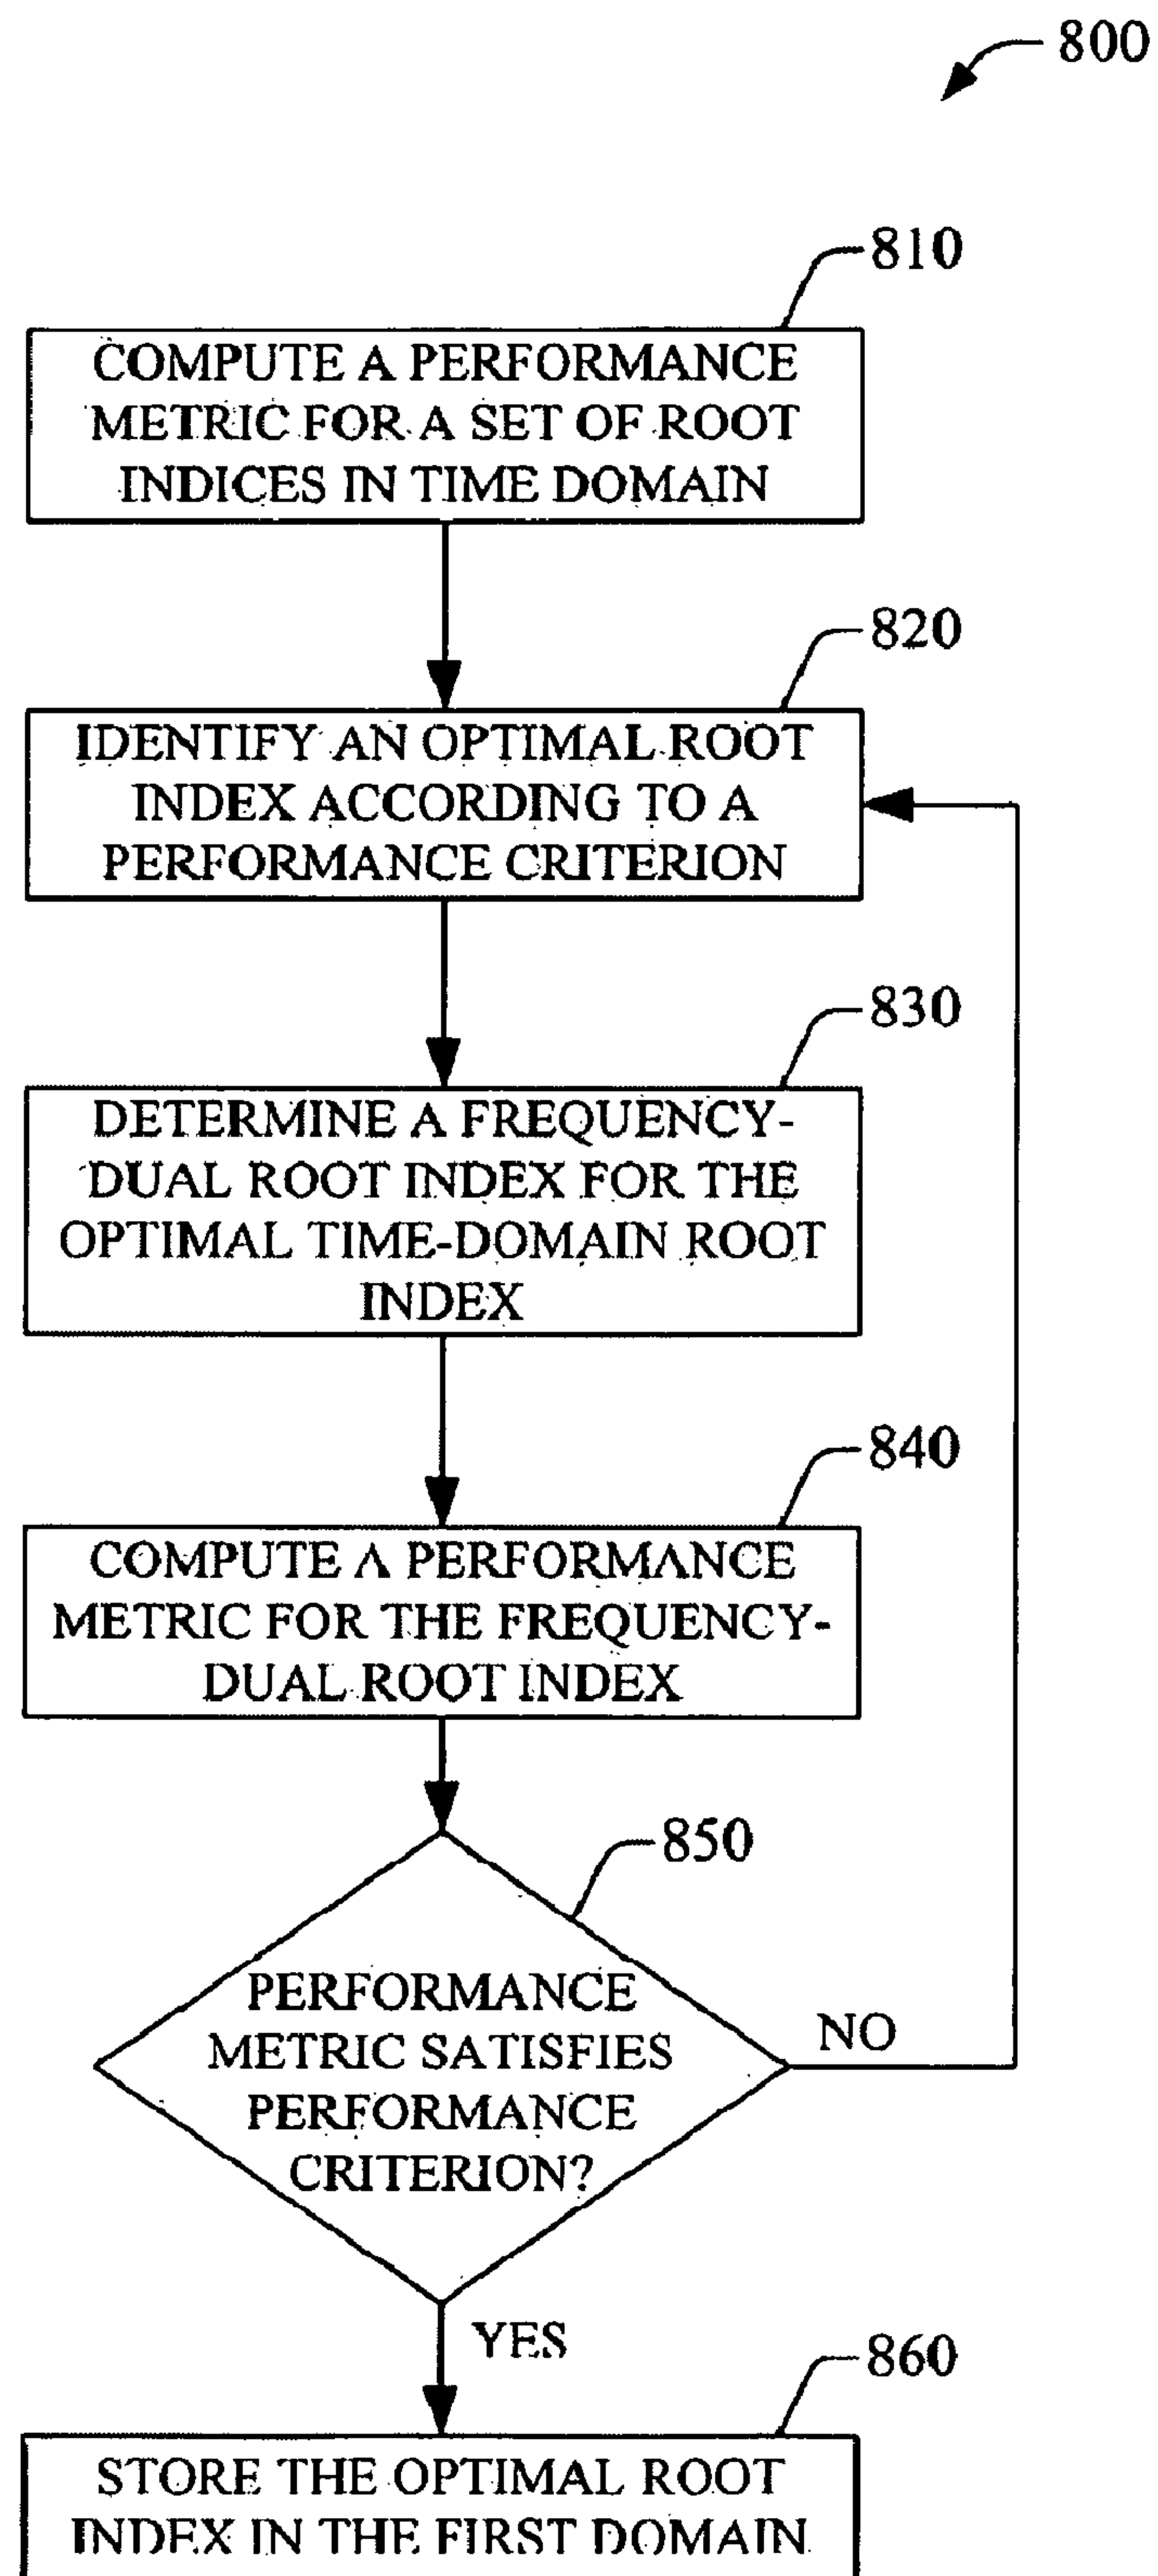 800
810
COMPUTE A PERFORMANCE
METRIC FOR A SET OF ROOT
INDICES IN TIME DOMAIN
820
IDENTIFY AN OPTIMAL ROOT
INDEX ACCORDING TO A
PERFORMANCE CRITERION
830
DETERMINE A FREQUENCY-
DUAL ROOT INDEX FOR THE
OPTIMAL TIME-DOMAIN ROOT
INDEX
840
COMPUTE A PERFORMANCE
METRIC FOR THE FREQUENCY-
DUAL ROOT INDEX
850
PERFORMANCE
METRIC SATISFIES
PERFORMANCE
CRITERION?
NO
YES
860
STORE THE OPTIMAL ROOT
INDEX IN THE FIRST DOMAIN